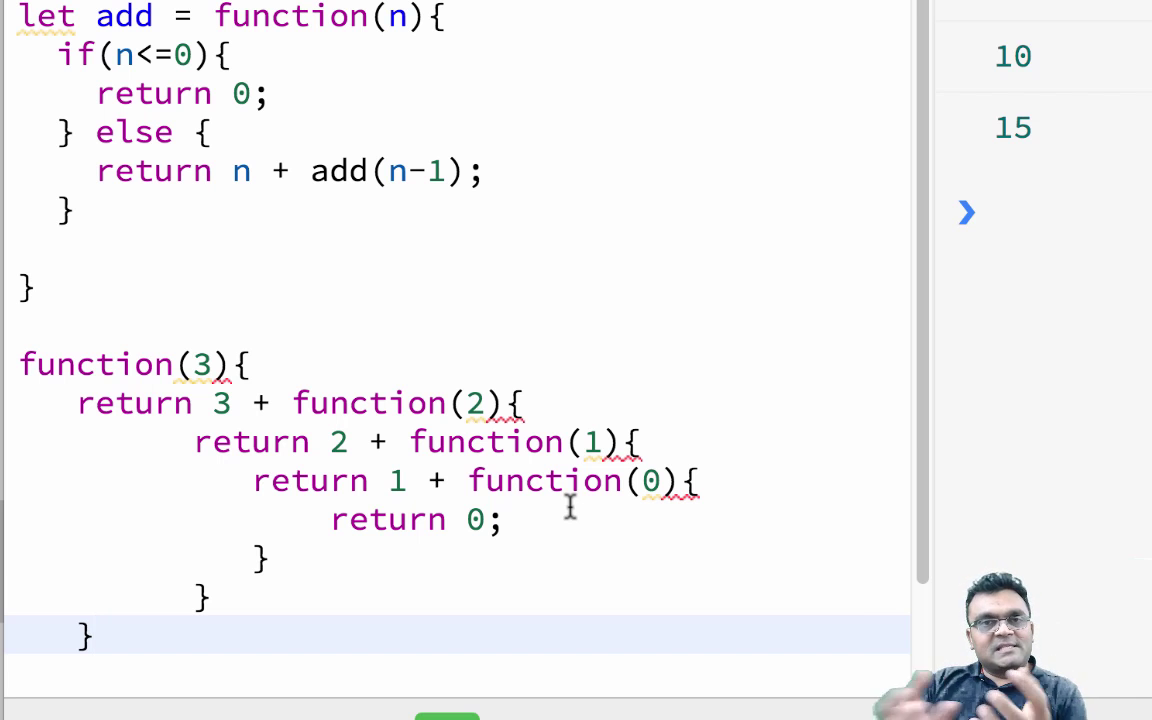 let add = function(n){
if(n<=0){
return 0;
} else {
return n + add(n-1);
}
}
function(3){
return 3 + function(2){
return 2 + function(1){
return 1 + function(0){
return 0;
}
}
}
10
15